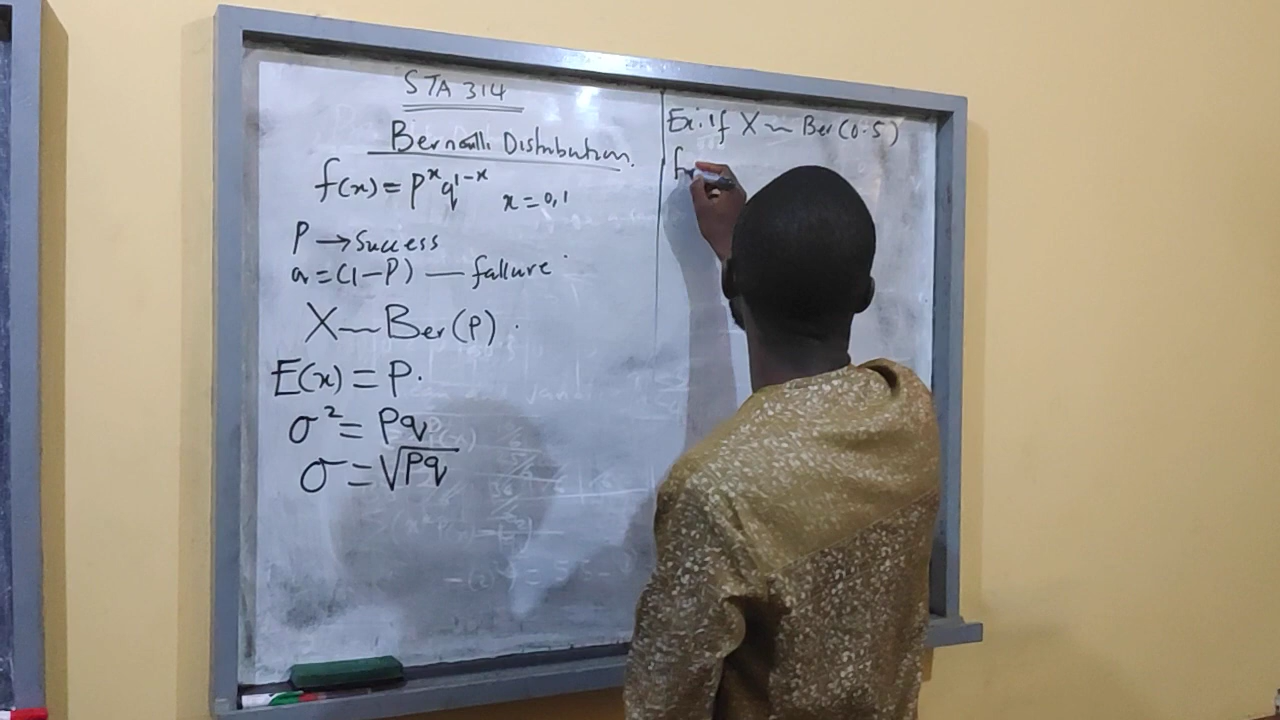 STA 314
Bernoulli Distribution.
f(x) = p^x q^1-x x = 0,1
P → Success
q = (1-P) — failure
X ~ Ber(P).
E(x) = P.
σ² = Pq
σ = √Pq
Ex: If X ~ Ber(0.5)